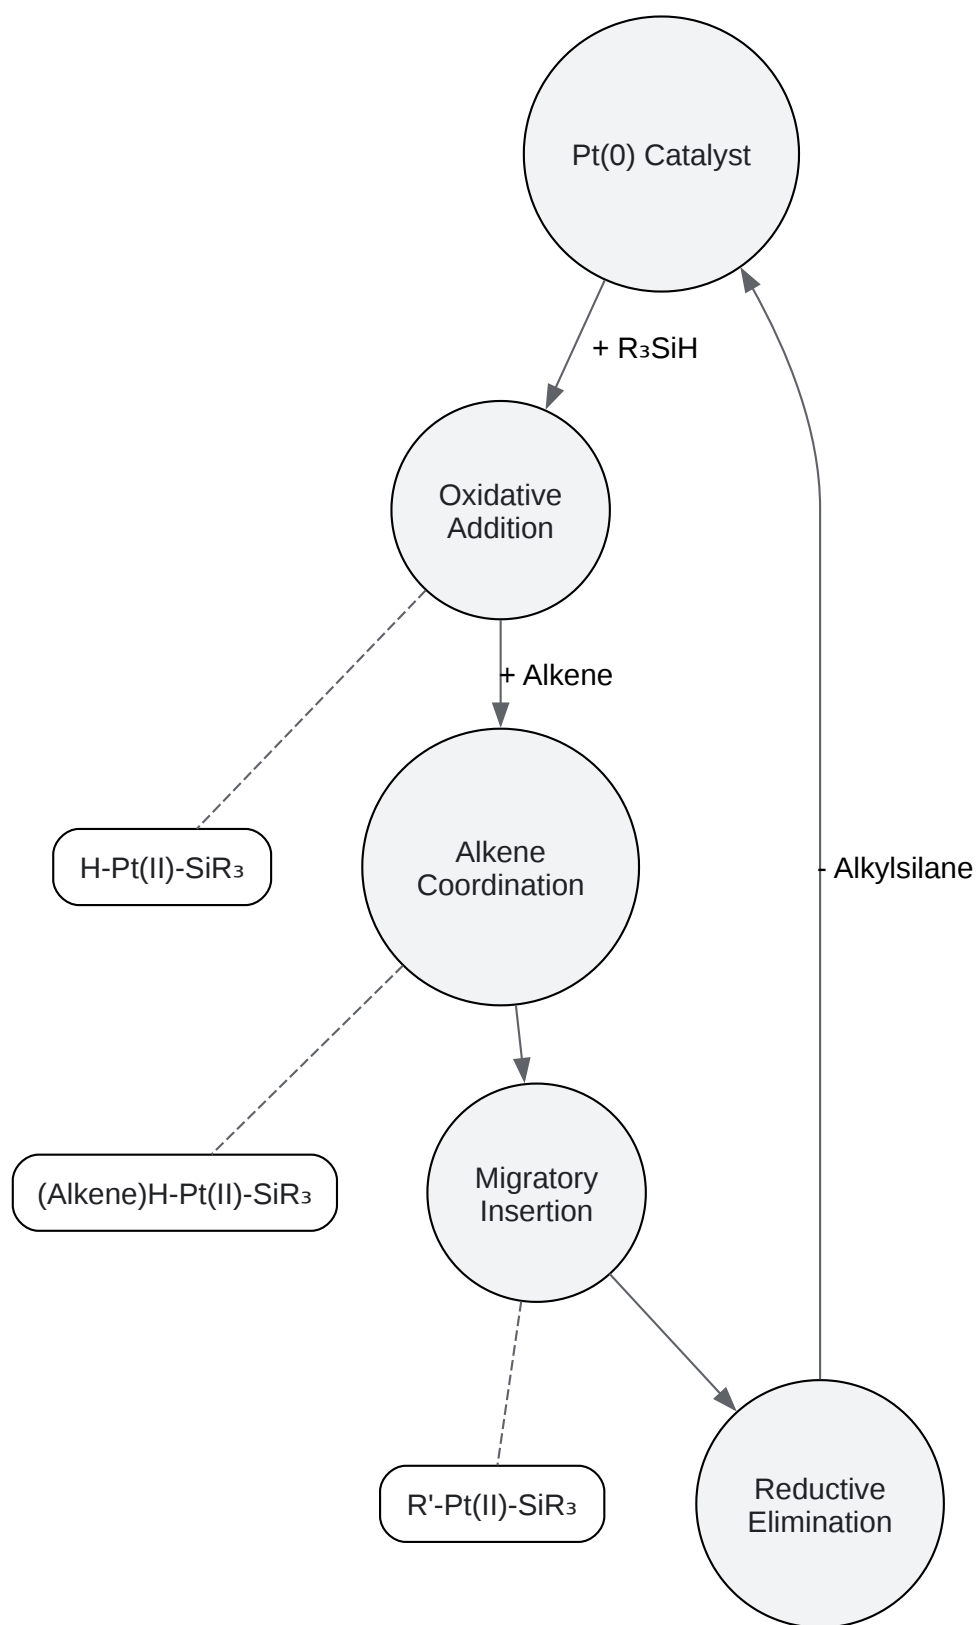 Pt(0) Catalyst
+ R₃SiH
Oxidative
Addition
+ Alkene
H-Pt(II)-SiR₃
Alkene
Coordination
- Alkylsilane
(Alkene)H-Pt(II)-SiR₃
Migratory
Insertion
R'-Pt(II)-SiR₃
Reductive
Elimination